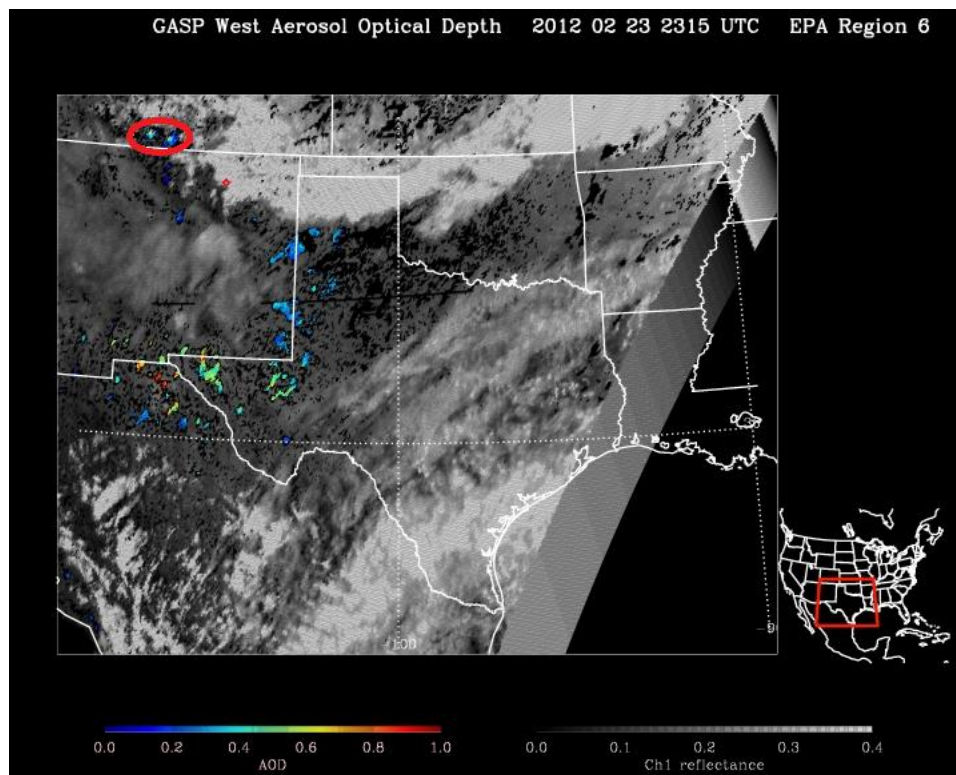 GASP West Aerosol Optical Depth 2012 02 23 2315 UTC EPA Region 6
-100
0.0 0.2 0.4 0.6 0.8 1.0
AOD
0.0 0.1 0.2 0.3 0.4
Ch1 reflectance